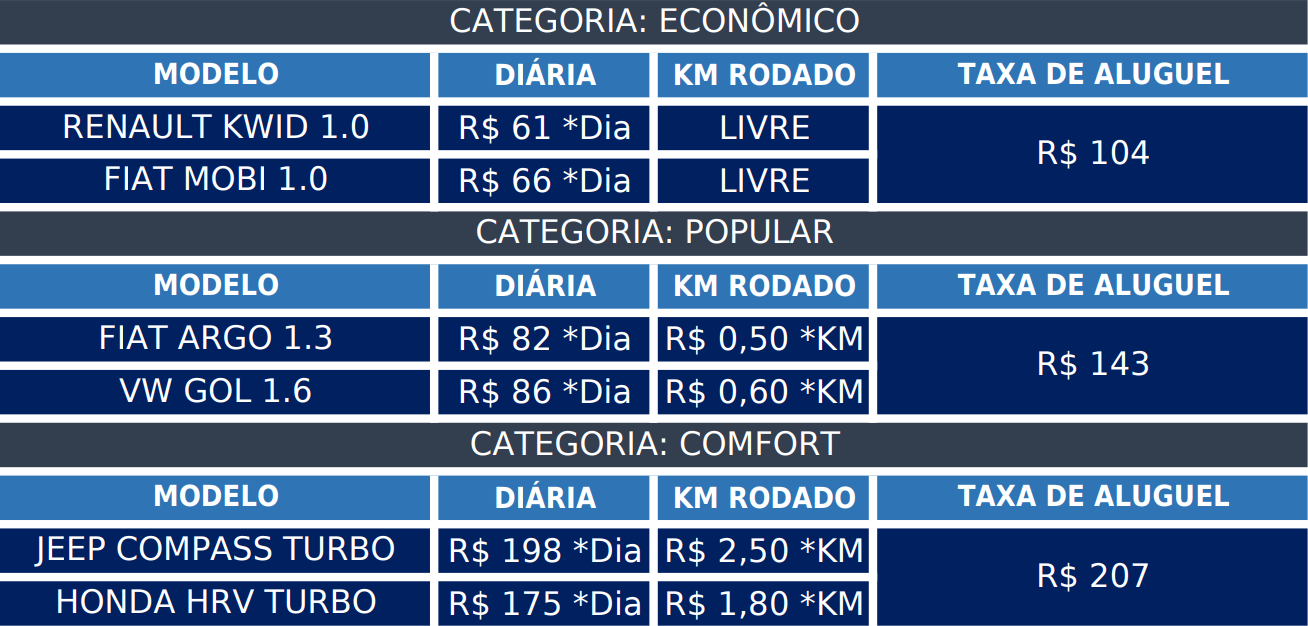 CATEGORIA: ECONÔMICO
MODELO DIÁRIA KM RODADO TAXA DE ALUGUEL
RENAULT KWID 1.0 R$ 61 *Dia LIVRE
R$ 104
FIAT MOBI 1.0 R$ 66 *Dia LIVRE
CATEGORIA: POPULAR
MODELO DIÁRIA KM RODADO TAXA DE ALUGUEL
FIAT ARGO 1.3 R$ 82 *Dia R$ 0,50 *KM
R$ 143
VW GOL 1.6 R$ 86 *Dia R$ 0,60 *KM
CATEGORIA: COMFORT
MODELO DIÁRIA KM RODADO TAXA DE ALUGUEL
JEEP COMPASS TURBO R$ 198 *Dia R$ 2,50 *KM
R$ 207
HONDA HRV TURBO R$ 175 *Dia R$ 1,80 *KM